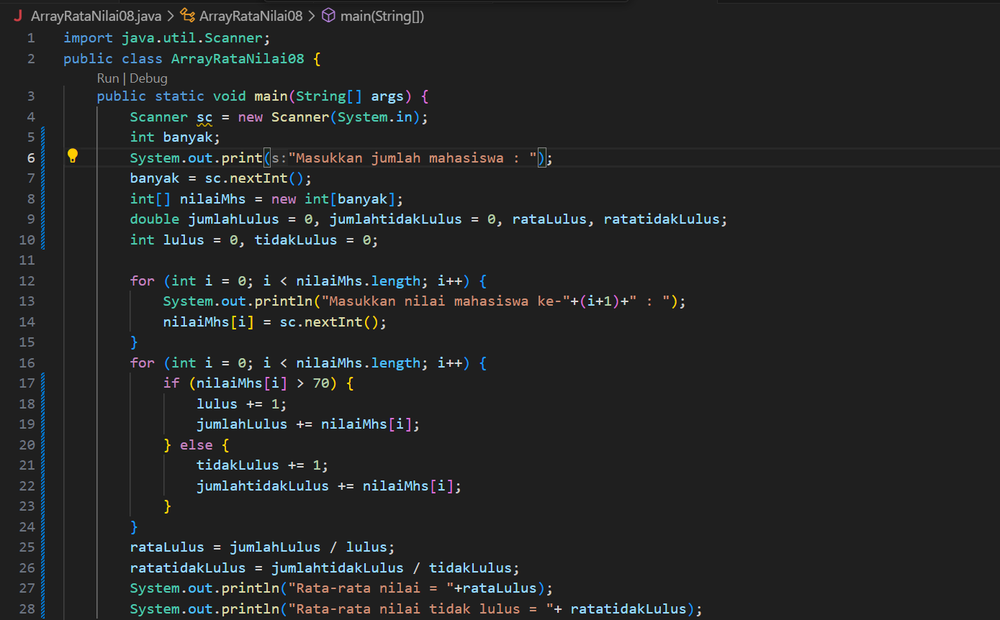 ArrayRataNilai08.java > ArrayRataNilai08 > main(String[])
1 import java.util.Scanner;
2 public class ArrayRataNilai08 {
Run | Debug
3 public static void main(String[] args) {
4 Scanner sc = new Scanner(System.in);
5 int banyak;
6 System.out.print(s:"Masukkan jumlah mahasiswa : ");
7 banyak = sc.nextInt();
8 int[] nilaiMhs = new int[banyak];
9 double jumlahLulus = 0, jumlahtidakLulus = 0, rataLulus, ratatidakLulus;
10 int lulus = 0, tidakLulus = 0;
11
12 for (int i = 0; i < nilaiMhs.length; i++) {
13 System.out.println("Masukkan nilai mahasiswa ke-"+(i+1)+" : ");
14 nilaiMhs[i] = sc.nextInt();
15 }
16 for (int i = 0; i < nilaiMhs.length; i++) {
17 if (nilaiMhs[i] > 70) {
18 lulus += 1;
19 jumlahLulus += nilaiMhs[i];
20 } else {
21 tidakLulus += 1;
22 jumlahtidakLulus += nilaiMhs[i];
23 }
24 }
25 rataLulus = jumlahLulus / lulus;
26 ratatidakLulus = jumlahtidakLulus / tidakLulus;
27 System.out.println("Rata-rata nilai = "+rataLulus);
28 System.out.println("Rata-rata nilai tidak lulus = "+ ratatidakLulus);